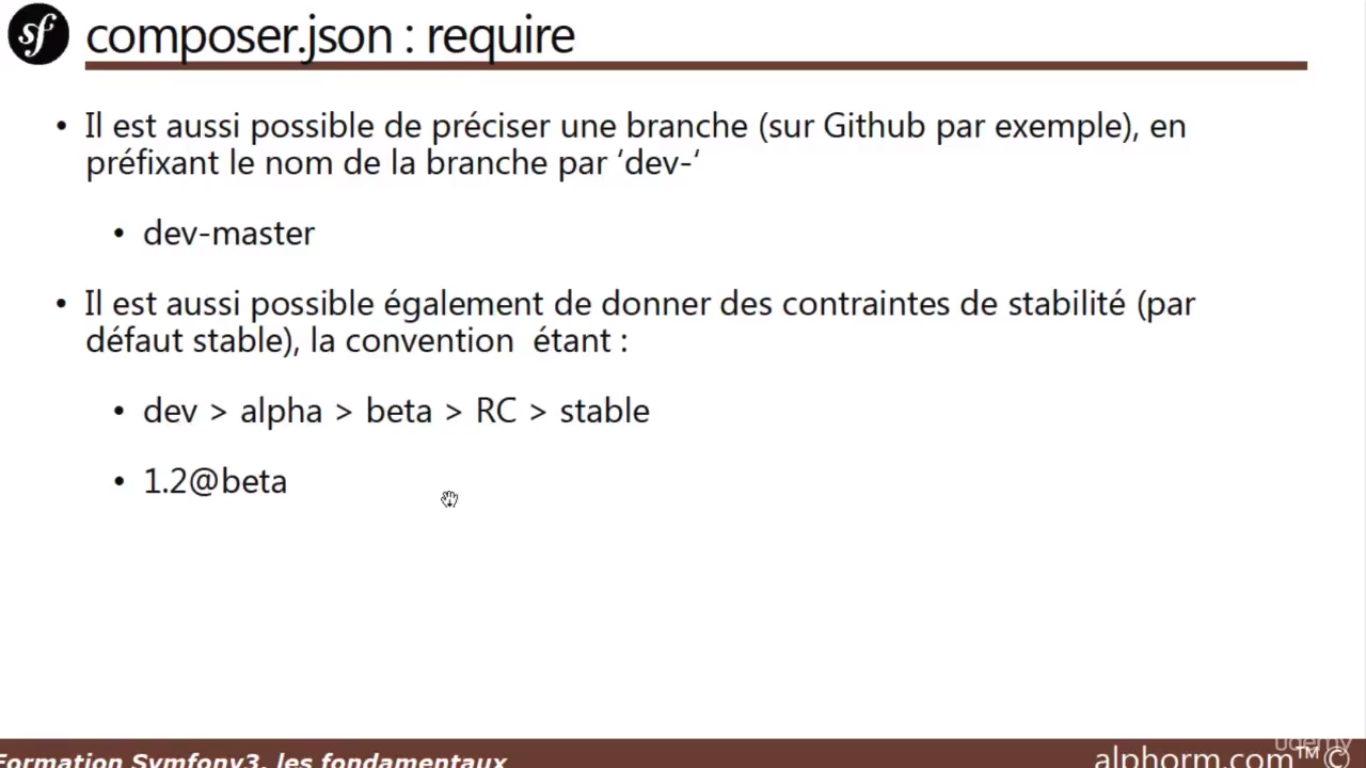 sf
composer.json : require
• Il est aussi possible de préciser une branche (sur Github par exemple), en
préfixant le nom de la branche par ‘dev-‘
• dev-master
• Il est aussi possible également de donner des contraintes de stabilité (par
défaut stable), la convention étant :
• dev > alpha > beta > RC > stable
• 1.2@beta
udemy
Formation Symfony3, les fondamentaux
alphorm.com™©